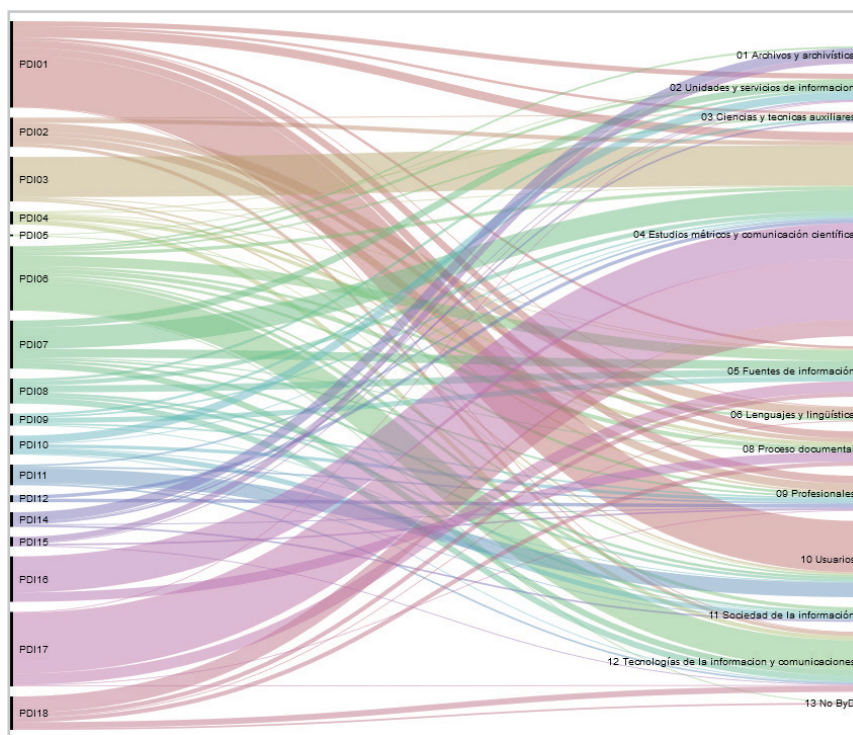 PDI01
PDI02
PDI03
PDI04
PDI05
PDI06
PDI07
PDI08
PDI09
PDI10
PDI11
PDI12
PDI14
PDI15
PDI16
PDI17
PDI18
01 Archivos y archivística
02 Unidades y servicios de informacion
03 Ciencias y tecnicas auxiliares
04 Estudios métricos y comunicación científica
05 Fuentes de información
06 Lenguajes y lingüística
08 Proceso documental
09 Profesionales
10 Usuarios
11 Sociedad de la información
12 Tecnologías de la informacion y comunicaciones
13 No ByD